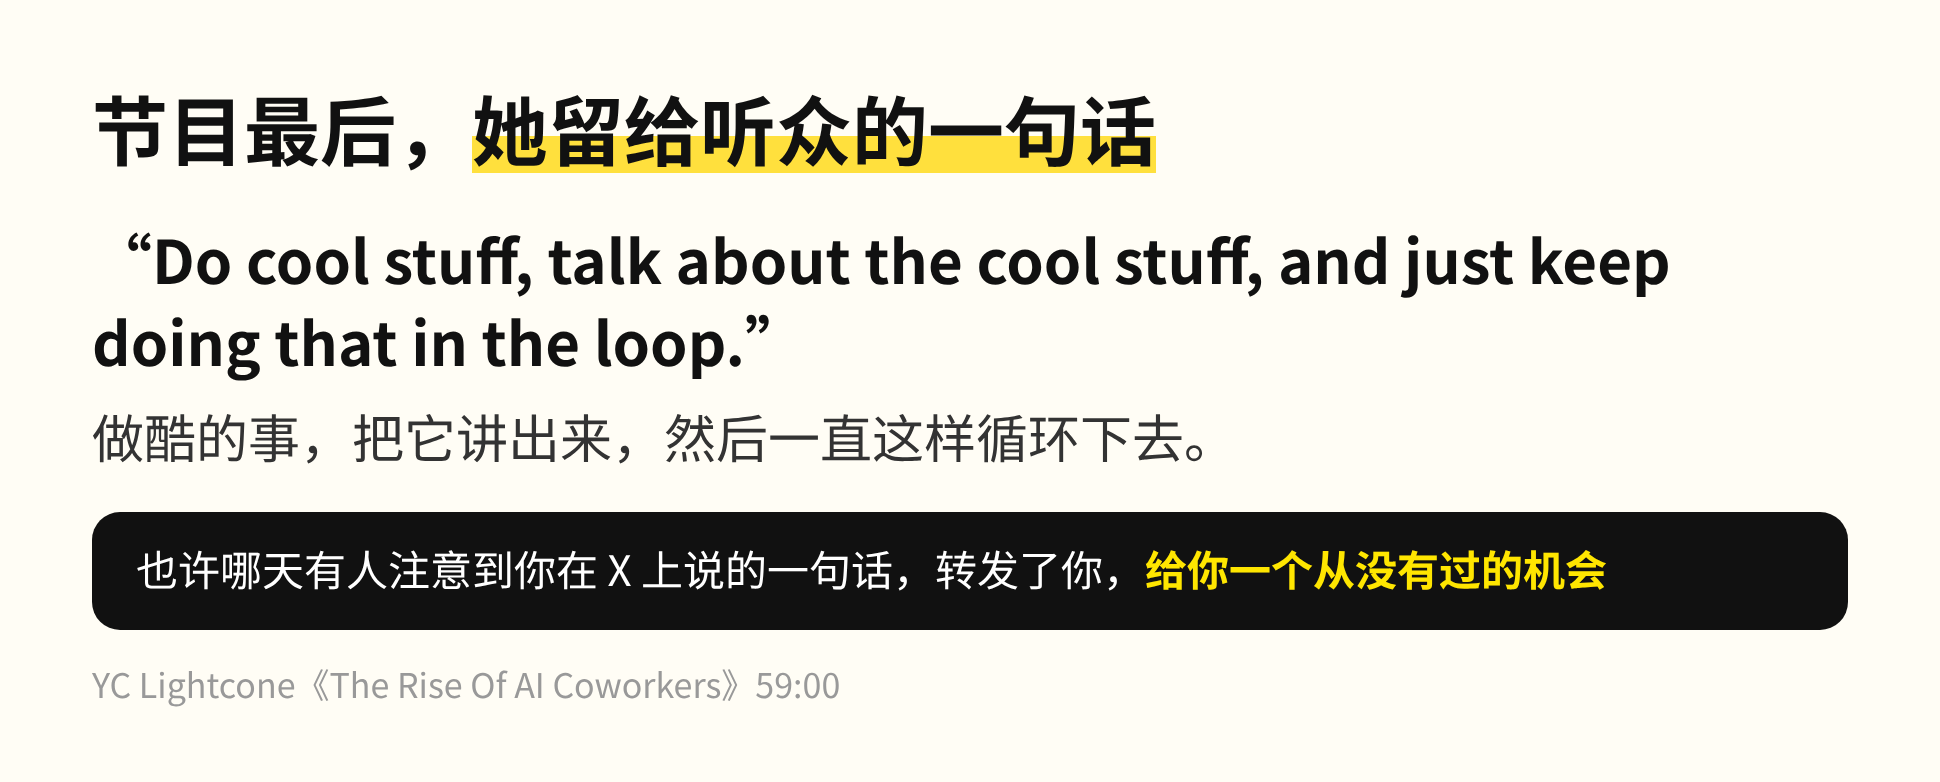 节目最后，她留给听众的一句话
“Do cool stuff, talk about the cool stuff, and just keep
doing that in the loop.”
做酷的事，把它讲出来，然后一直这样循环下去。
也许哪天有人注意到你在 X 上说的一句话，转发了你，给你一个从没有过的机会
YC Lightcone《The Rise Of AI Coworkers》59:00